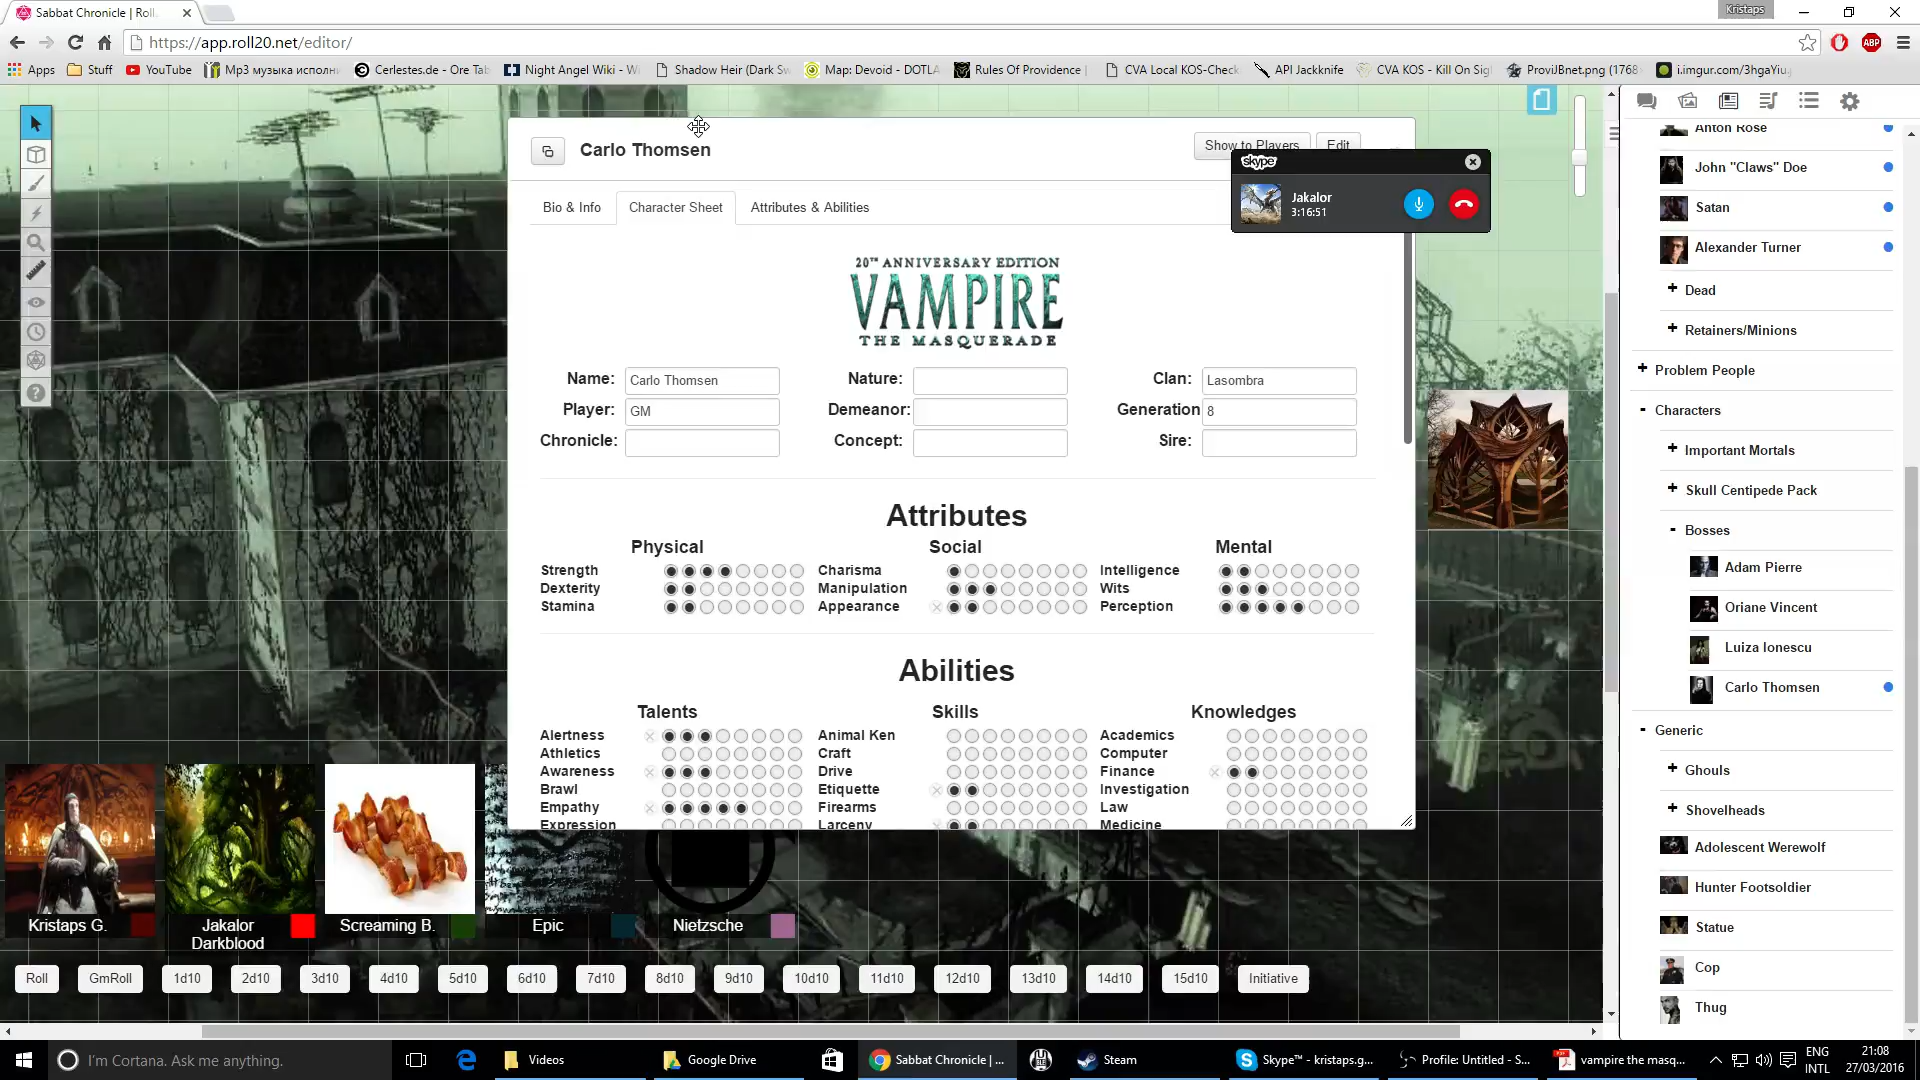 Sabbat Chronicle | Roll
Kristaps
https://app.roll20.net/editor/
Apps Stuff YouTube Mp3 музыка исполни Cerlestes.de - Ore Tab Night Angel Wiki - Wi Shadow Heir (Dark Sw Map: Devoid - DOTLA Rules Of Providence | CVA Local KOS-Check API Jackknife CVA KOS - Kill On Sig ProviJBnet.png (1768 i.imgur.com/3hgaYiu
ABP
Carlo Thomsen
Show to Players Edit
skype
Jakalor
3:16:51
Bio & Info Character Sheet Attributes & Abilities
20TH ANNIVERSARY EDITION
VAMPIRE
THE MASQUERADE
Name: Carlo Thomsen Nature: Clan: Lasombra
Player: GM Demeanor: Generation 8
Chronicle: Concept: Sire:
Attributes
Physical Social Mental
Strength Charisma Intelligence
Dexterity Manipulation Wits
Stamina Appearance Perception
Abilities
Talents Skills Knowledges
Alertness Animal Ken Academics
Athletics Craft Computer
Awareness Drive Finance
Brawl Etiquette Investigation
Empathy Firearms Law
Expression Larceny Medicine
Anton Rose
John "Claws" Doe
Satan
Alexander Turner
+ Dead
+ Retainers/Minions
+ Problem People
- Characters
+ Important Mortals
+ Skull Centipede Pack
- Bosses
Adam Pierre
Oriane Vincent
Luiza Ionescu
Carlo Thomsen
- Generic
+ Ghouls
+ Shovelheads
Adolescent Werewolf
Hunter Footsoldier
Statue
Cop
Thug
Kristaps G. Jakalor Darkblood Screaming B. Epic Nietzsche
Roll GmRoll 1d10 2d10 3d10 4d10 5d10 6d10 7d10 8d10 9d10 10d10 11d10 12d10 13d10 14d10 15d10 Initiative
I'm Cortana. Ask me anything. Videos Google Drive Sabbat Chronicle | ... Steam Skype™ - kristaps.g... Profile: Untitled - S... vampire the masq...
ENG
INTL
21:08
27/03/2016